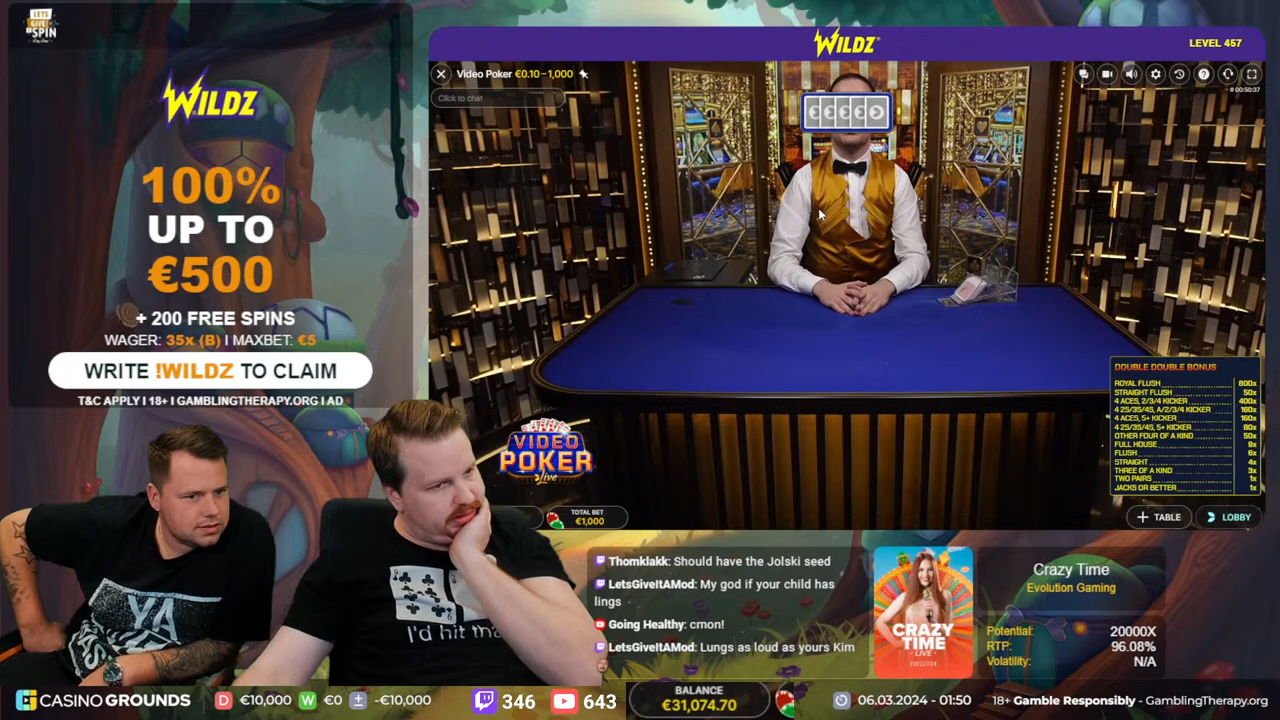 LETS
GIVE IT A
SPIN
WILDZ
100%
UP TO
€500
+ 200 FREE SPINS
WAGER: 35x (B) I MAXBET: €5
WRITE !WILDZ TO CLAIM
T&C APPLY I 18+ I GAMBLINGTHERAPY.ORG I AD
WILDZ
LEVEL 457
Video Poker €0.10–1,000
Click to chat
# 00:50:37
DOUBLE DOUBLE BONUS
ROYAL FLUSH 800x
STRAIGHT FLUSH 50x
4 ACES, 2/3/4 KICKER 400x
4 2S/3S/4S, A/2/3/4 KICKER 160x
4 ACES, 5+ KICKER 160x
4 2S/3S/4S, 5+ KICKER 80x
OTHER FOUR OF A KIND 50x
FULL HOUSE 9x
FLUSH 6x
STRAIGHT 4x
THREE OF A KIND 3x
TWO PAIRS 1x
JACKS OR BETTER 1x
VIDEO
POKER
live
TOTAL BET
€1,000
+ TABLE
LOBBY
YA
I'd hit tha
Thomklakk: Should have the Jolski seed
LetsGiveItAMod: My god if your child has
lings
Going Healthy: cmon!
LetsGiveItAMod: Lungs as loud as yours Kim
CRAZY
TIME
LIVE
EVOLUTION
Crazy Time
Evolution Gaming
Potential: 20000X
RTP: 96.08%
Volatility: N/A
CASINO GROUNDS
D €10,000 W €0 ± -€10,000
346
643
BALANCE
€31,074.70
06.03.2024 - 01:50
18+ Gamble Responsibly - GamblingTherapy.org